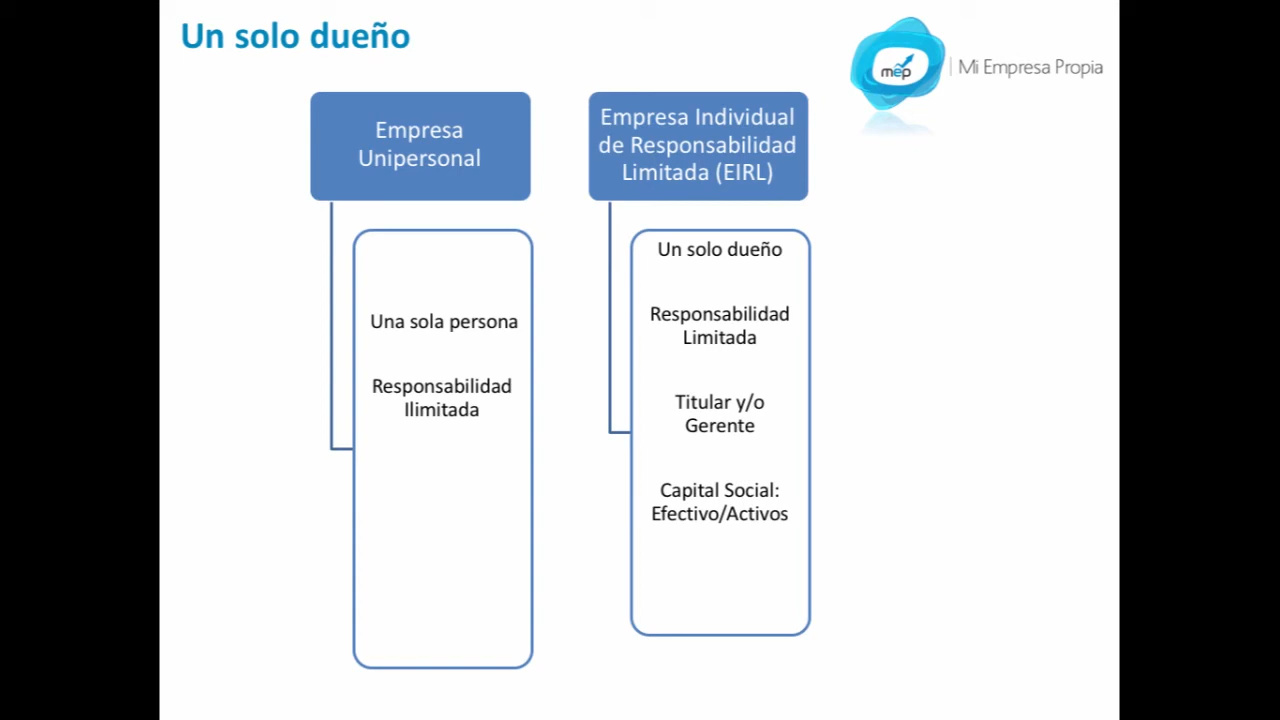 Un solo dueño
mep
Mi Empresa Propia
Empresa
Unipersonal
Una sola persona
Responsabilidad
Ilimitada
Empresa Individual
de Responsabilidad
Limitada (EIRL)
Un solo dueño
Responsabilidad
Limitada
Titular y/o
Gerente
Capital Social:
Efectivo/Activos